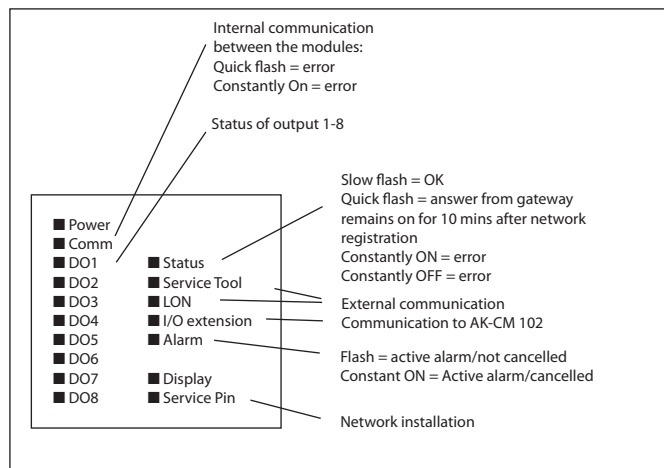 Internal communication
between the modules:
Quick flash = error
Constantly On = error
Status of output 1-8
Slow flash = OK
Quick flash = answer from gateway
remains on for 10 mins after network
registration
Constantly ON = error
Constantly OFF = error
External communication
Communication to AK-CM 102
Flash = active alarm/not cancelled
Constant ON = Active alarm/cancelled
Network installation
■ Power
■ Comm
■ DO1 ■ Status
■ DO2 ■ Service Tool
■ DO3 ■ LON
■ DO4 ■ I/O extension
■ DO5 ■ Alarm
■ DO6
■ DO7 ■ Display
■ DO8 ■ Service Pin